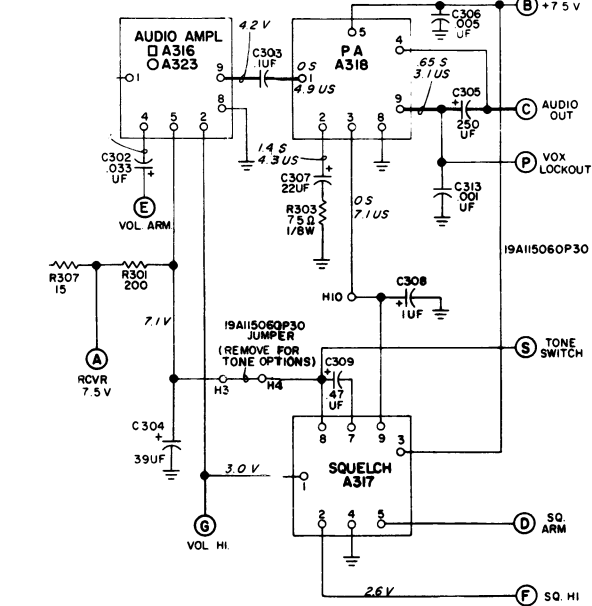 C306
.005
UF
B +7.5 V
AUDIO AMPL
A316
A323
4.2 V
C303
.1UF
0 S
4.9 US
5
PA
A318
4
.65 S
3.1 US
C305
+
250
UF
C AUDIO
OUT
1
9
8
1
9
4
5
2
2
3
8
C302
.033
UF
+
E
VOL. ARM
1.4 S
4.3 US
C307
22UF
+
R303
75Ω
1/8W
0 S
7.1 US
P VOX
LOCKOUT
C313
.001
UF
19A115060P30
R307
15
R301
200
A
RCVR
7.5 V
7.1 V
H10
C308
+
1UF
19A115060P30
JUMPER
(REMOVE FOR
TONE OPTIONS)
H3
H4
C309
+
.47
UF
S TONE
SWITCH
C304
+
39UF
8
7
9
3
SQUELCH
A317
1
3.0 V
2
4
5
G
VOL HI.
D SQ.
ARM
2.6 V
F SQ. HI